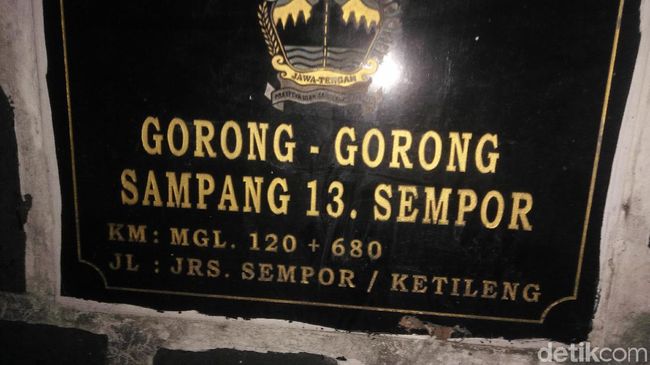 JAWA-TENGAH
GORONG - GORONG
SAMPANG 13. SEMPOR
KM : MGL. 120 + 680
JL : JRS. SEMPOR / KETILENG
detikcom